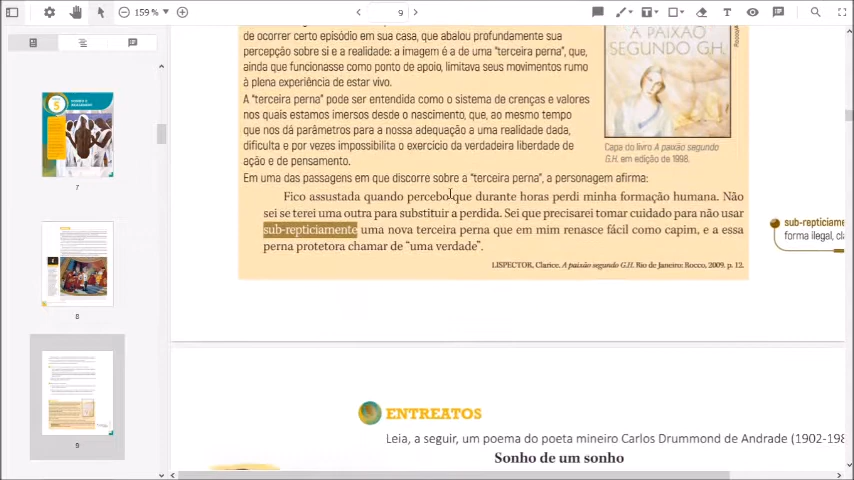 159%
9
de ocorrer certo episódio em sua casa, que abalou profundamente sua
percepção sobre si e a realidade: a imagem é a de uma "terceira perna", que,
ainda que funcionasse como ponto de apoio, limitava seus movimentos rumo
à plena experiência de estar vivo.
A "terceira perna" pode ser entendida como o sistema de crenças e valores
nos quais estamos imersos desde o nascimento, que, ao mesmo tempo
que nos dá parâmetros para a nossa adequação a uma realidade dada,
dificulta e por vezes impossibilita o exercício da verdadeira liberdade de
ação e de pensamento.
Em uma das passagens em que discorre sobre a "terceira perna", a personagem afirma:
Fico assustada quando percebo que durante horas perdi minha formação humana. Não
sei se terei uma outra para substituir a perdida. Sei que precisarei tomar cuidado para não usar
sub-repticiamente uma nova terceira perna que em mim renasce fácil como capim, e a essa
perna protetora chamar de "uma verdade".
LISPECTOR, Clarice. A paixão segundo G.H. Rio de Janeiro: Rocco, 2009. p. 12.
A PAIXÃO
SEGUNDO G.H.
Capa do livro A paixão segundo
G.H. em edição de 1998.
sub-repticiame
forma ilegal, cl
5
7
8
9
ENTREATOS
Leia, a seguir, um poema do poeta mineiro Carlos Drummond de Andrade (1902-198
Sonho de um sonho